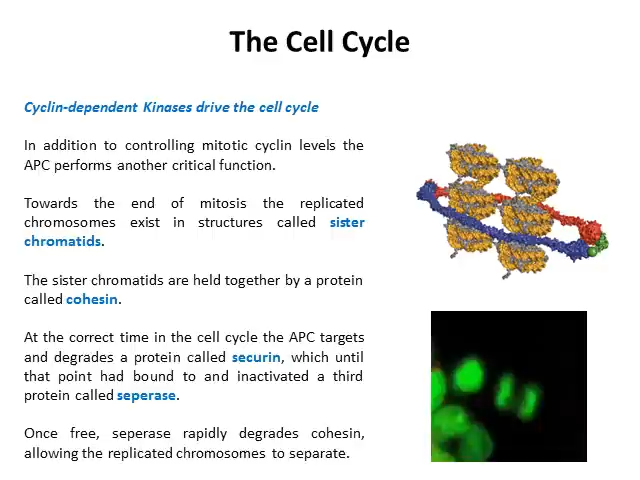 The Cell Cycle
Cyclin-dependent Kinases drive the cell cycle
In addition to controlling mitotic cyclin levels the
APC performs another critical function.
Towards the end of mitosis the replicated
chromosomes exist in structures called sister
chromatids.
The sister chromatids are held together by a protein
called cohesin.
At the correct time in the cell cycle the APC targets
and degrades a protein called securin, which until
that point had bound to and inactivated a third
protein called seperase.
Once free, seperase rapidly degrades cohesin,
allowing the replicated chromosomes to separate.